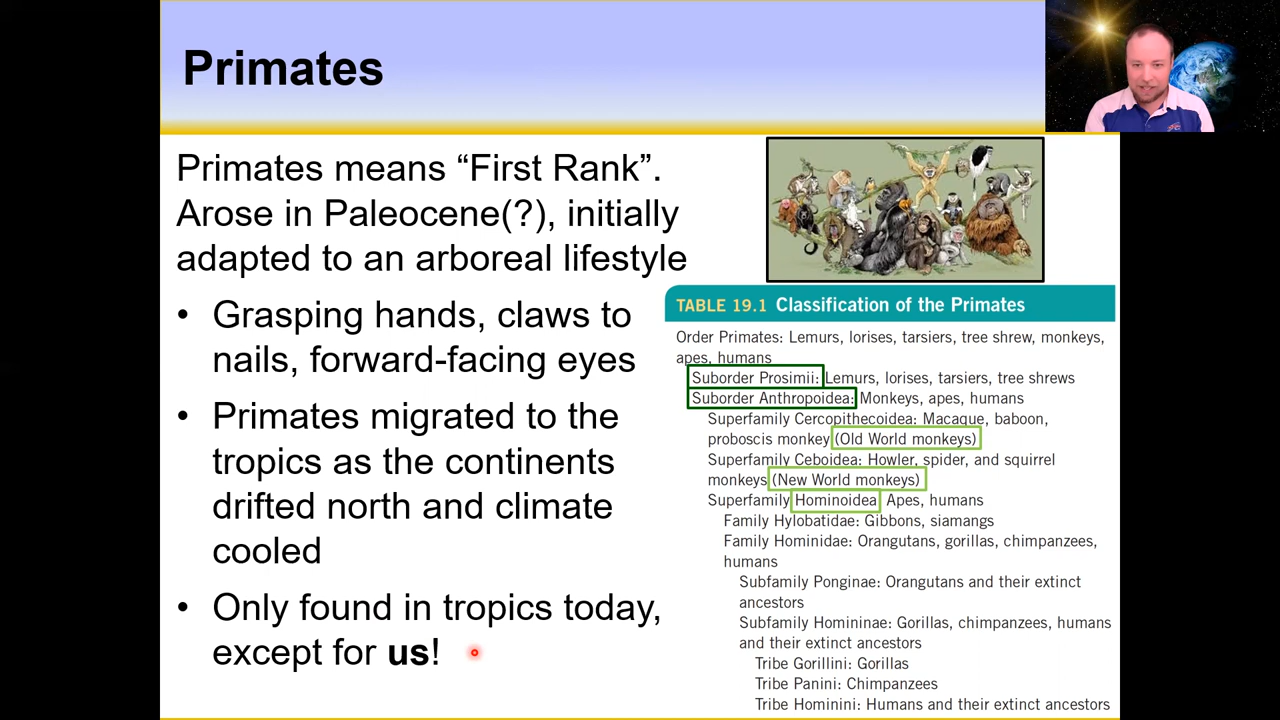 Primates
Primates means “First Rank”.
Arose in Paleocene(?), initially
adapted to an arboreal lifestyle
• Grasping hands, claws to
nails, forward-facing eyes
• Primates migrated to the
tropics as the continents
drifted north and climate
cooled
• Only found in tropics today,
except for us!
TABLE 19.1 Classification of the Primates
Order Primates: Lemurs, lorises, tarsiers, tree shrew, monkeys,
apes, humans
Suborder Prosimii: Lemurs, lorises, tarsiers, tree shrews
Suborder Anthropoidea: Monkeys, apes, humans
Superfamily Cercopithecoidea: Macaque, baboon,
proboscis monkey (Old World monkeys)
Superfamily Ceboidea: Howler, spider, and squirrel
monkeys (New World monkeys)
Superfamily Hominoidea Apes, humans
Family Hylobatidae: Gibbons, siamangs
Family Hominidae: Orangutans, gorillas, chimpanzees,
humans
Subfamily Ponginae: Orangutans and their extinct
ancestors
Subfamily Homininae: Gorillas, chimpanzees, humans
and their extinct ancestors
Tribe Gorillini: Gorillas
Tribe Panini: Chimpanzees
Tribe Hominini: Humans and their extinct ancestors